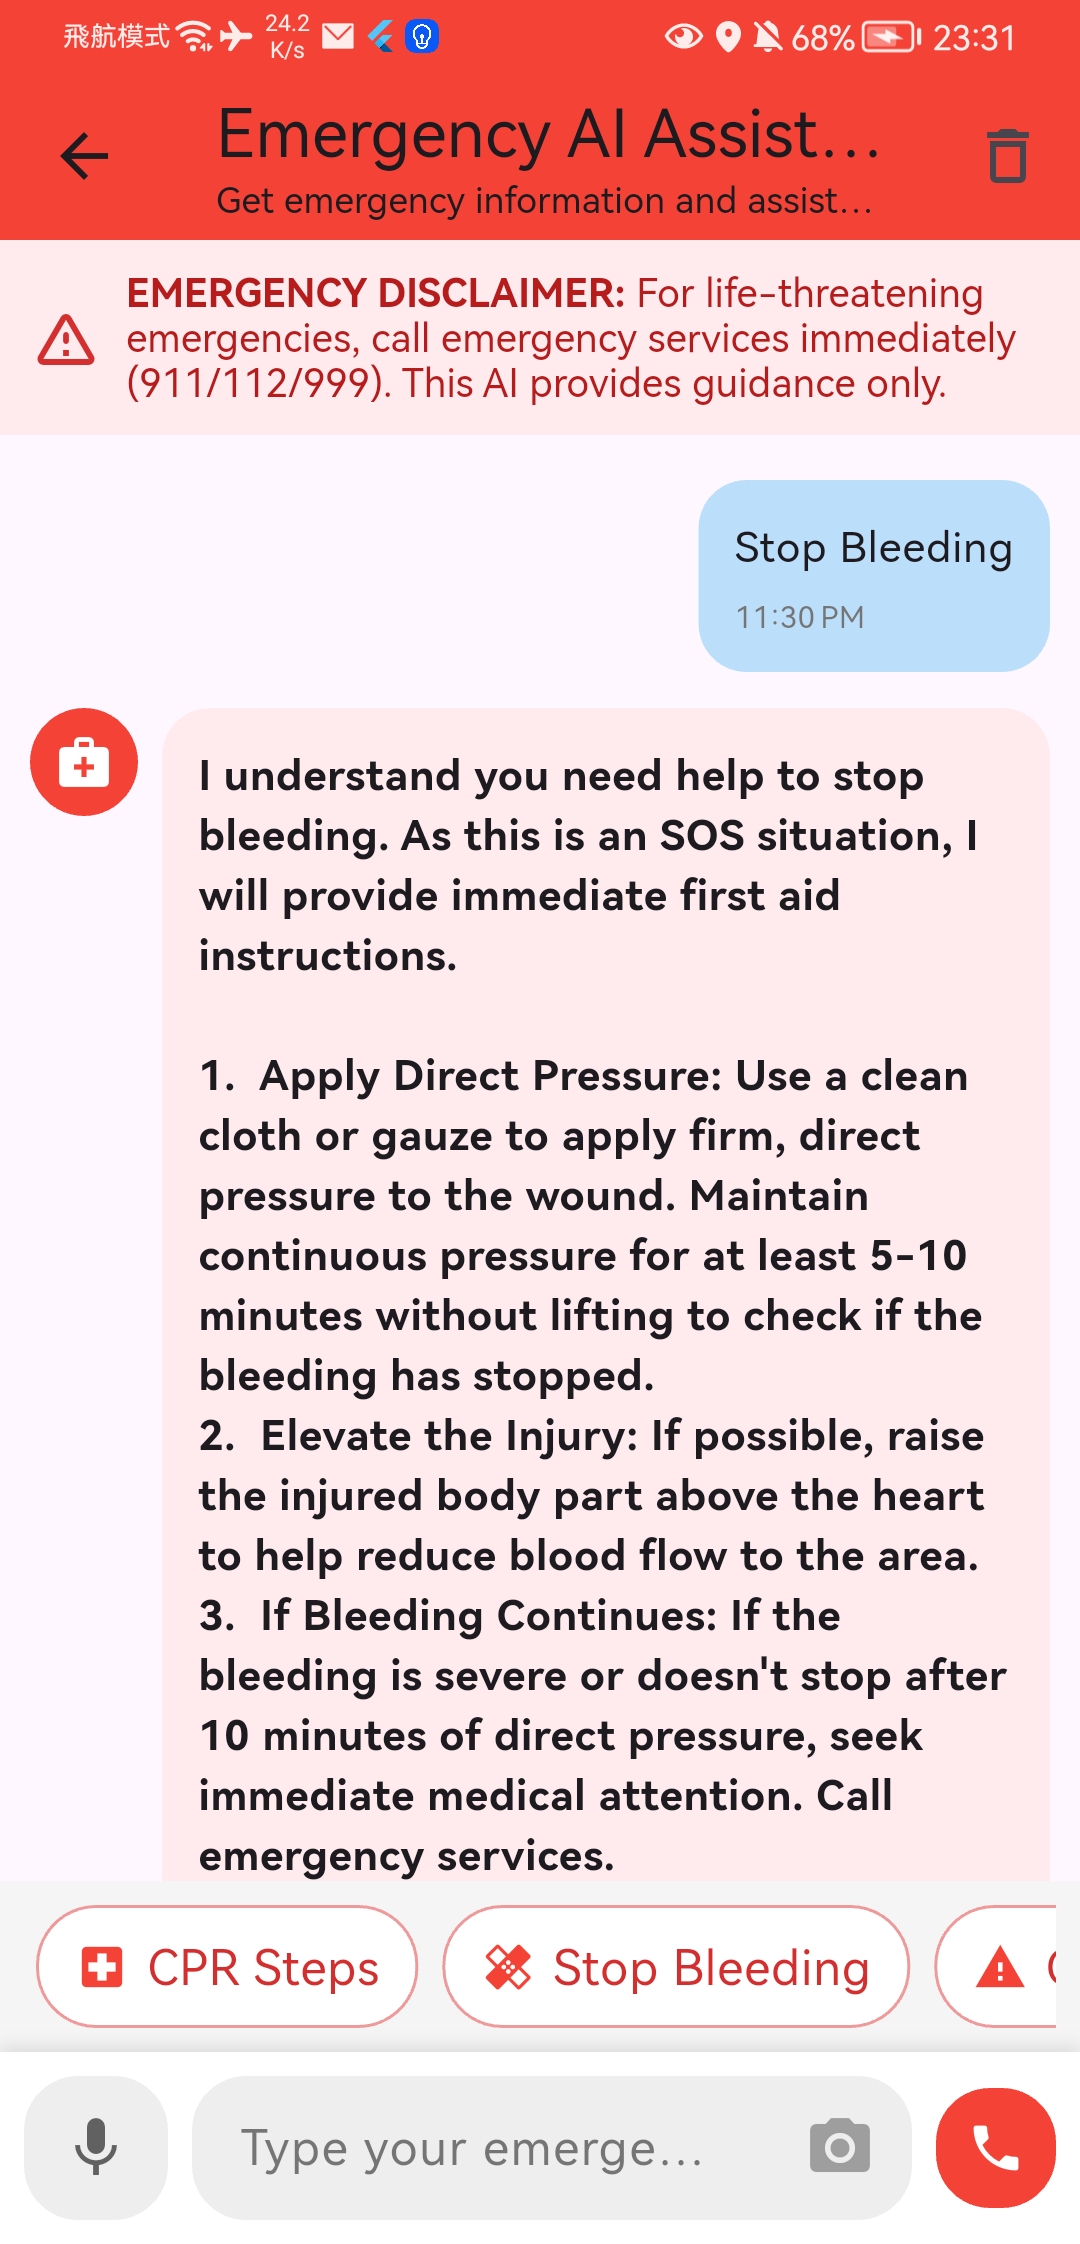 飛航模式 24.2 K/s 68% 23:31
Emergency AI Assist...
Get emergency information and assist...
EMERGENCY DISCLAIMER: For life-threatening
emergencies, call emergency services immediately
(911/112/999). This AI provides guidance only.
Stop Bleeding
11:30 PM
I understand you need help to stop
bleeding. As this is an SOS situation, I
will provide immediate first aid
instructions.
1. Apply Direct Pressure: Use a clean
cloth or gauze to apply firm, direct
pressure to the wound. Maintain
continuous pressure for at least 5-10
minutes without lifting to check if the
bleeding has stopped.
2. Elevate the Injury: If possible, raise
the injured body part above the heart
to help reduce blood flow to the area.
3. If Bleeding Continues: If the
bleeding is severe or doesn't stop after
10 minutes of direct pressure, seek
immediate medical attention. Call
emergency services.
CPR Steps
Stop Bleeding
Type your emerge...